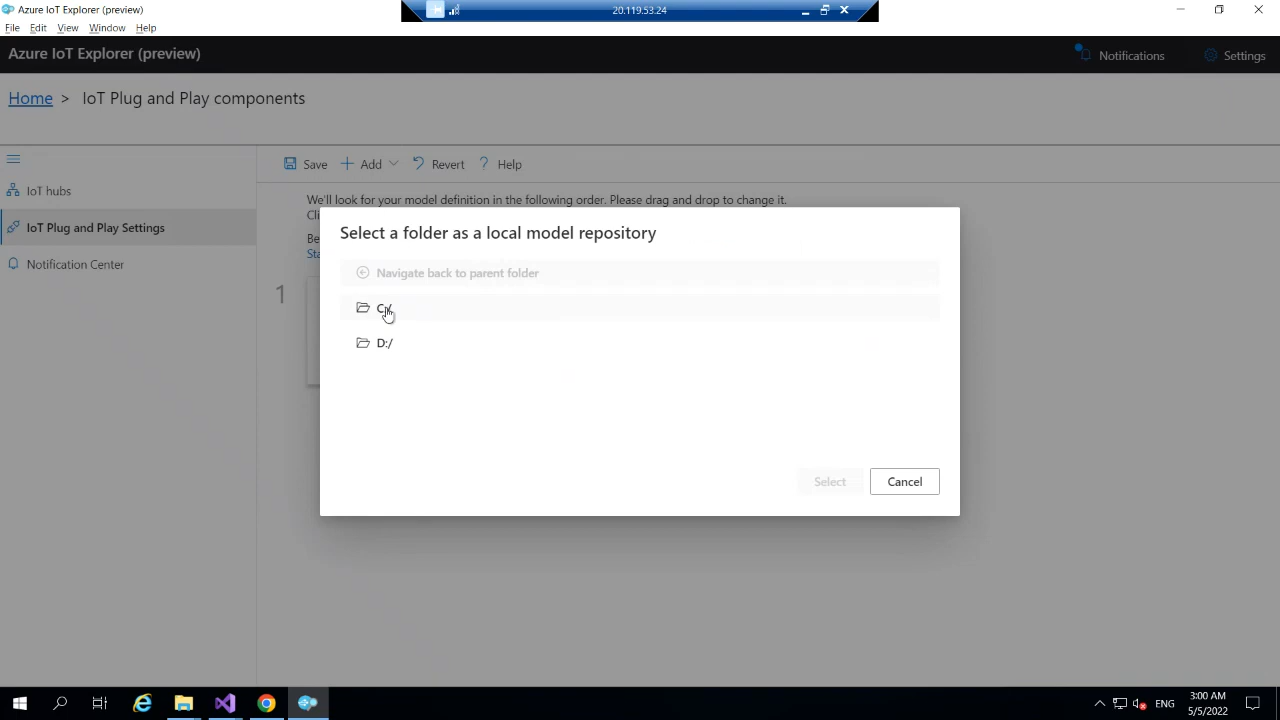 Azure IoT Explorer (preview)
20.119.53.24
File Edit View Window Help
Azure IoT Explorer (preview)
Notifications
Settings
Home > IoT Plug and Play components
Save
Add
Revert
? Help
IoT hubs
IoT Plug and Play Settings
Notification Center
We'll look for your model definition in the following order. Please drag and drop to change it.
Cli
Be
Sta
1
Select a folder as a local model repository
Navigate back to parent folder
C:/
D:/
Select
Cancel
ENG
3:00 AM
5/5/2022